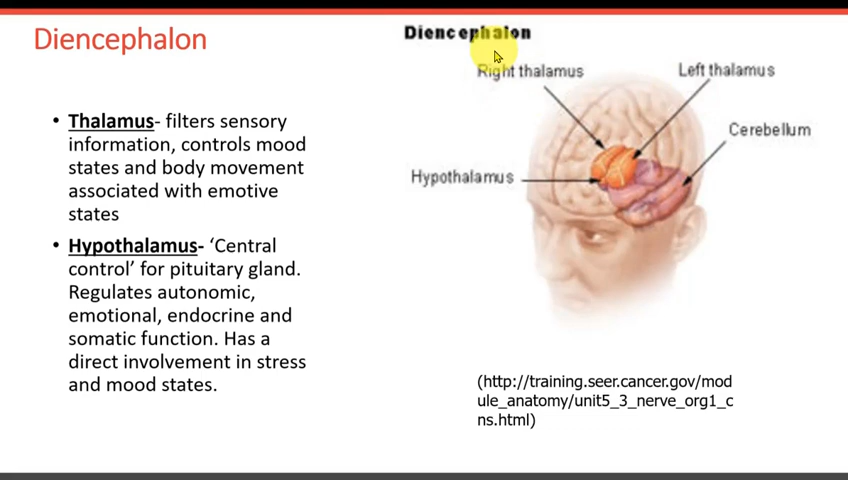 Diencephalon
• Thalamus- filters sensory
information, controls mood
states and body movement
associated with emotive
states
• Hypothalamus- ‘Central
control’ for pituitary gland.
Regulates autonomic,
emotional, endocrine and
somatic function. Has a
direct involvement in stress
and mood states.
Diencephalon
Right thalamus
Left thalamus
Cerebellum
Hypothalamus
(http://training.seer.cancer.gov/mod
ule_anatomy/unit5_3_nerve_org1_c
ns.html)